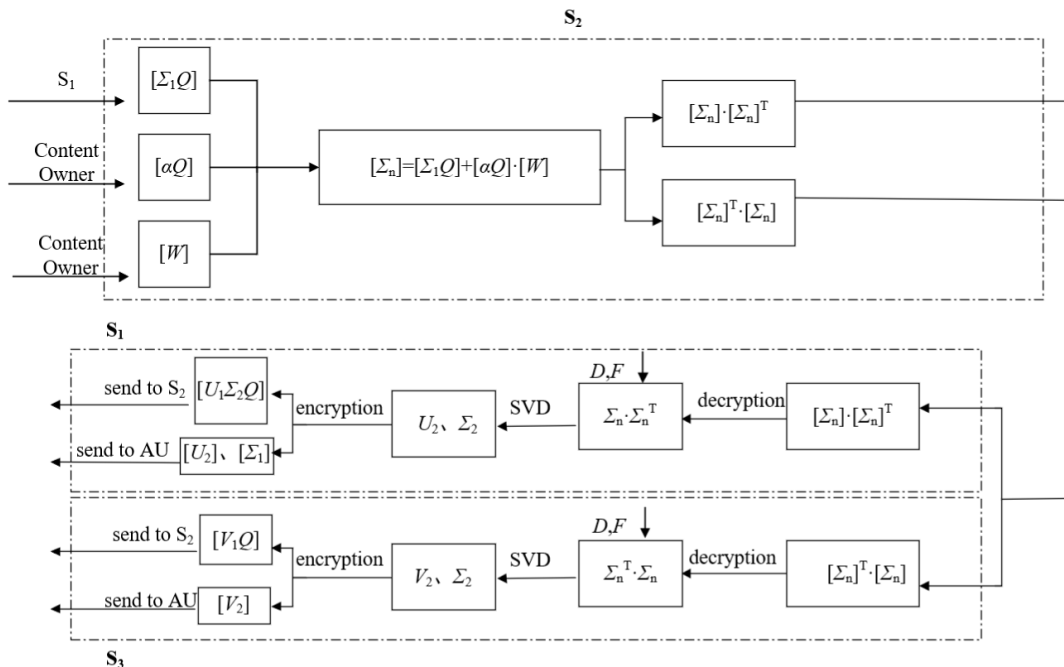 S₂
S₁
[Σ₁Q]
Content
Owner
[αQ]
Content
Owner
[W]
[Σₙ]=[Σ₁Q]+[αQ]·[W]
[Σₙ]·[Σₙ]ᵀ
[Σₙ]ᵀ·[Σₙ]
S₁
send to S₂
[U₁Σ₂Q]
send to AU
[U₂]、[Σ₁]
encryption
U₂、Σ₂
SVD
D,F
Σₙ·Σₙᵀ
decryption
[Σₙ]·[Σₙ]ᵀ
send to S₂
[V₁Q]
send to AU
[V₂]
encryption
V₂、Σ₂
SVD
D,F
Σₙᵀ·Σₙ
decryption
[Σₙ]ᵀ·[Σₙ]
S₃